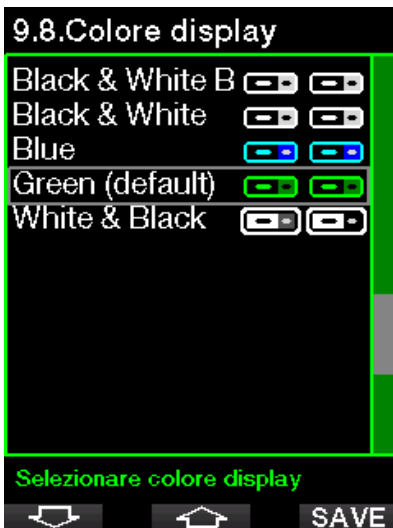 9.8.Colore display
Black & White B
Black & White
Blue
Green (default)
White & Black
Selezionare colore display
SAVE